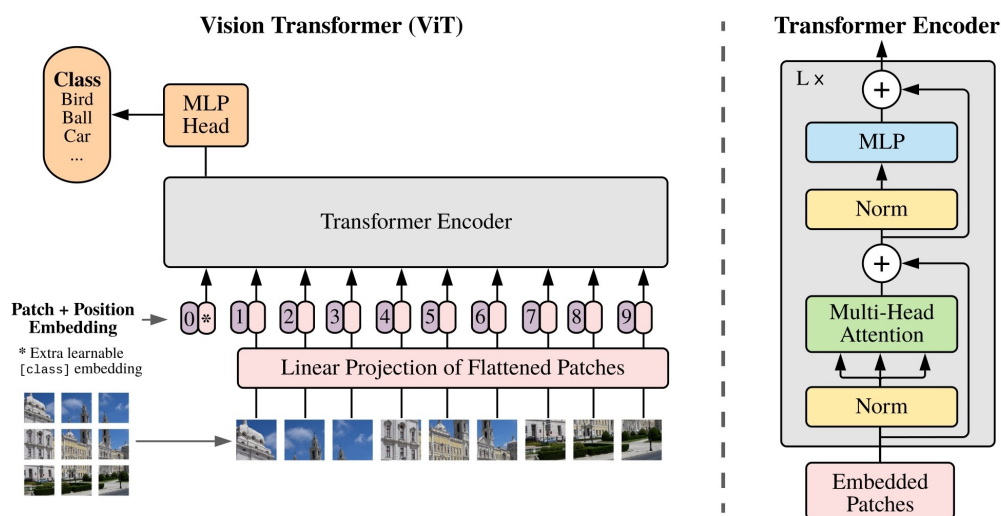 Vision Transformer (ViT)
Class
Bird
Ball
Car
...
MLP
Head
Transformer Encoder
Patch + Position
Embedding
0 * 1 2 3 4 5 6 7 8 9
* Extra learnable
[class] embedding
Linear Projection of Flattened Patches
Transformer Encoder
L ×
+
MLP
Norm
+
Multi-Head
Attention
Norm
Embedded
Patches